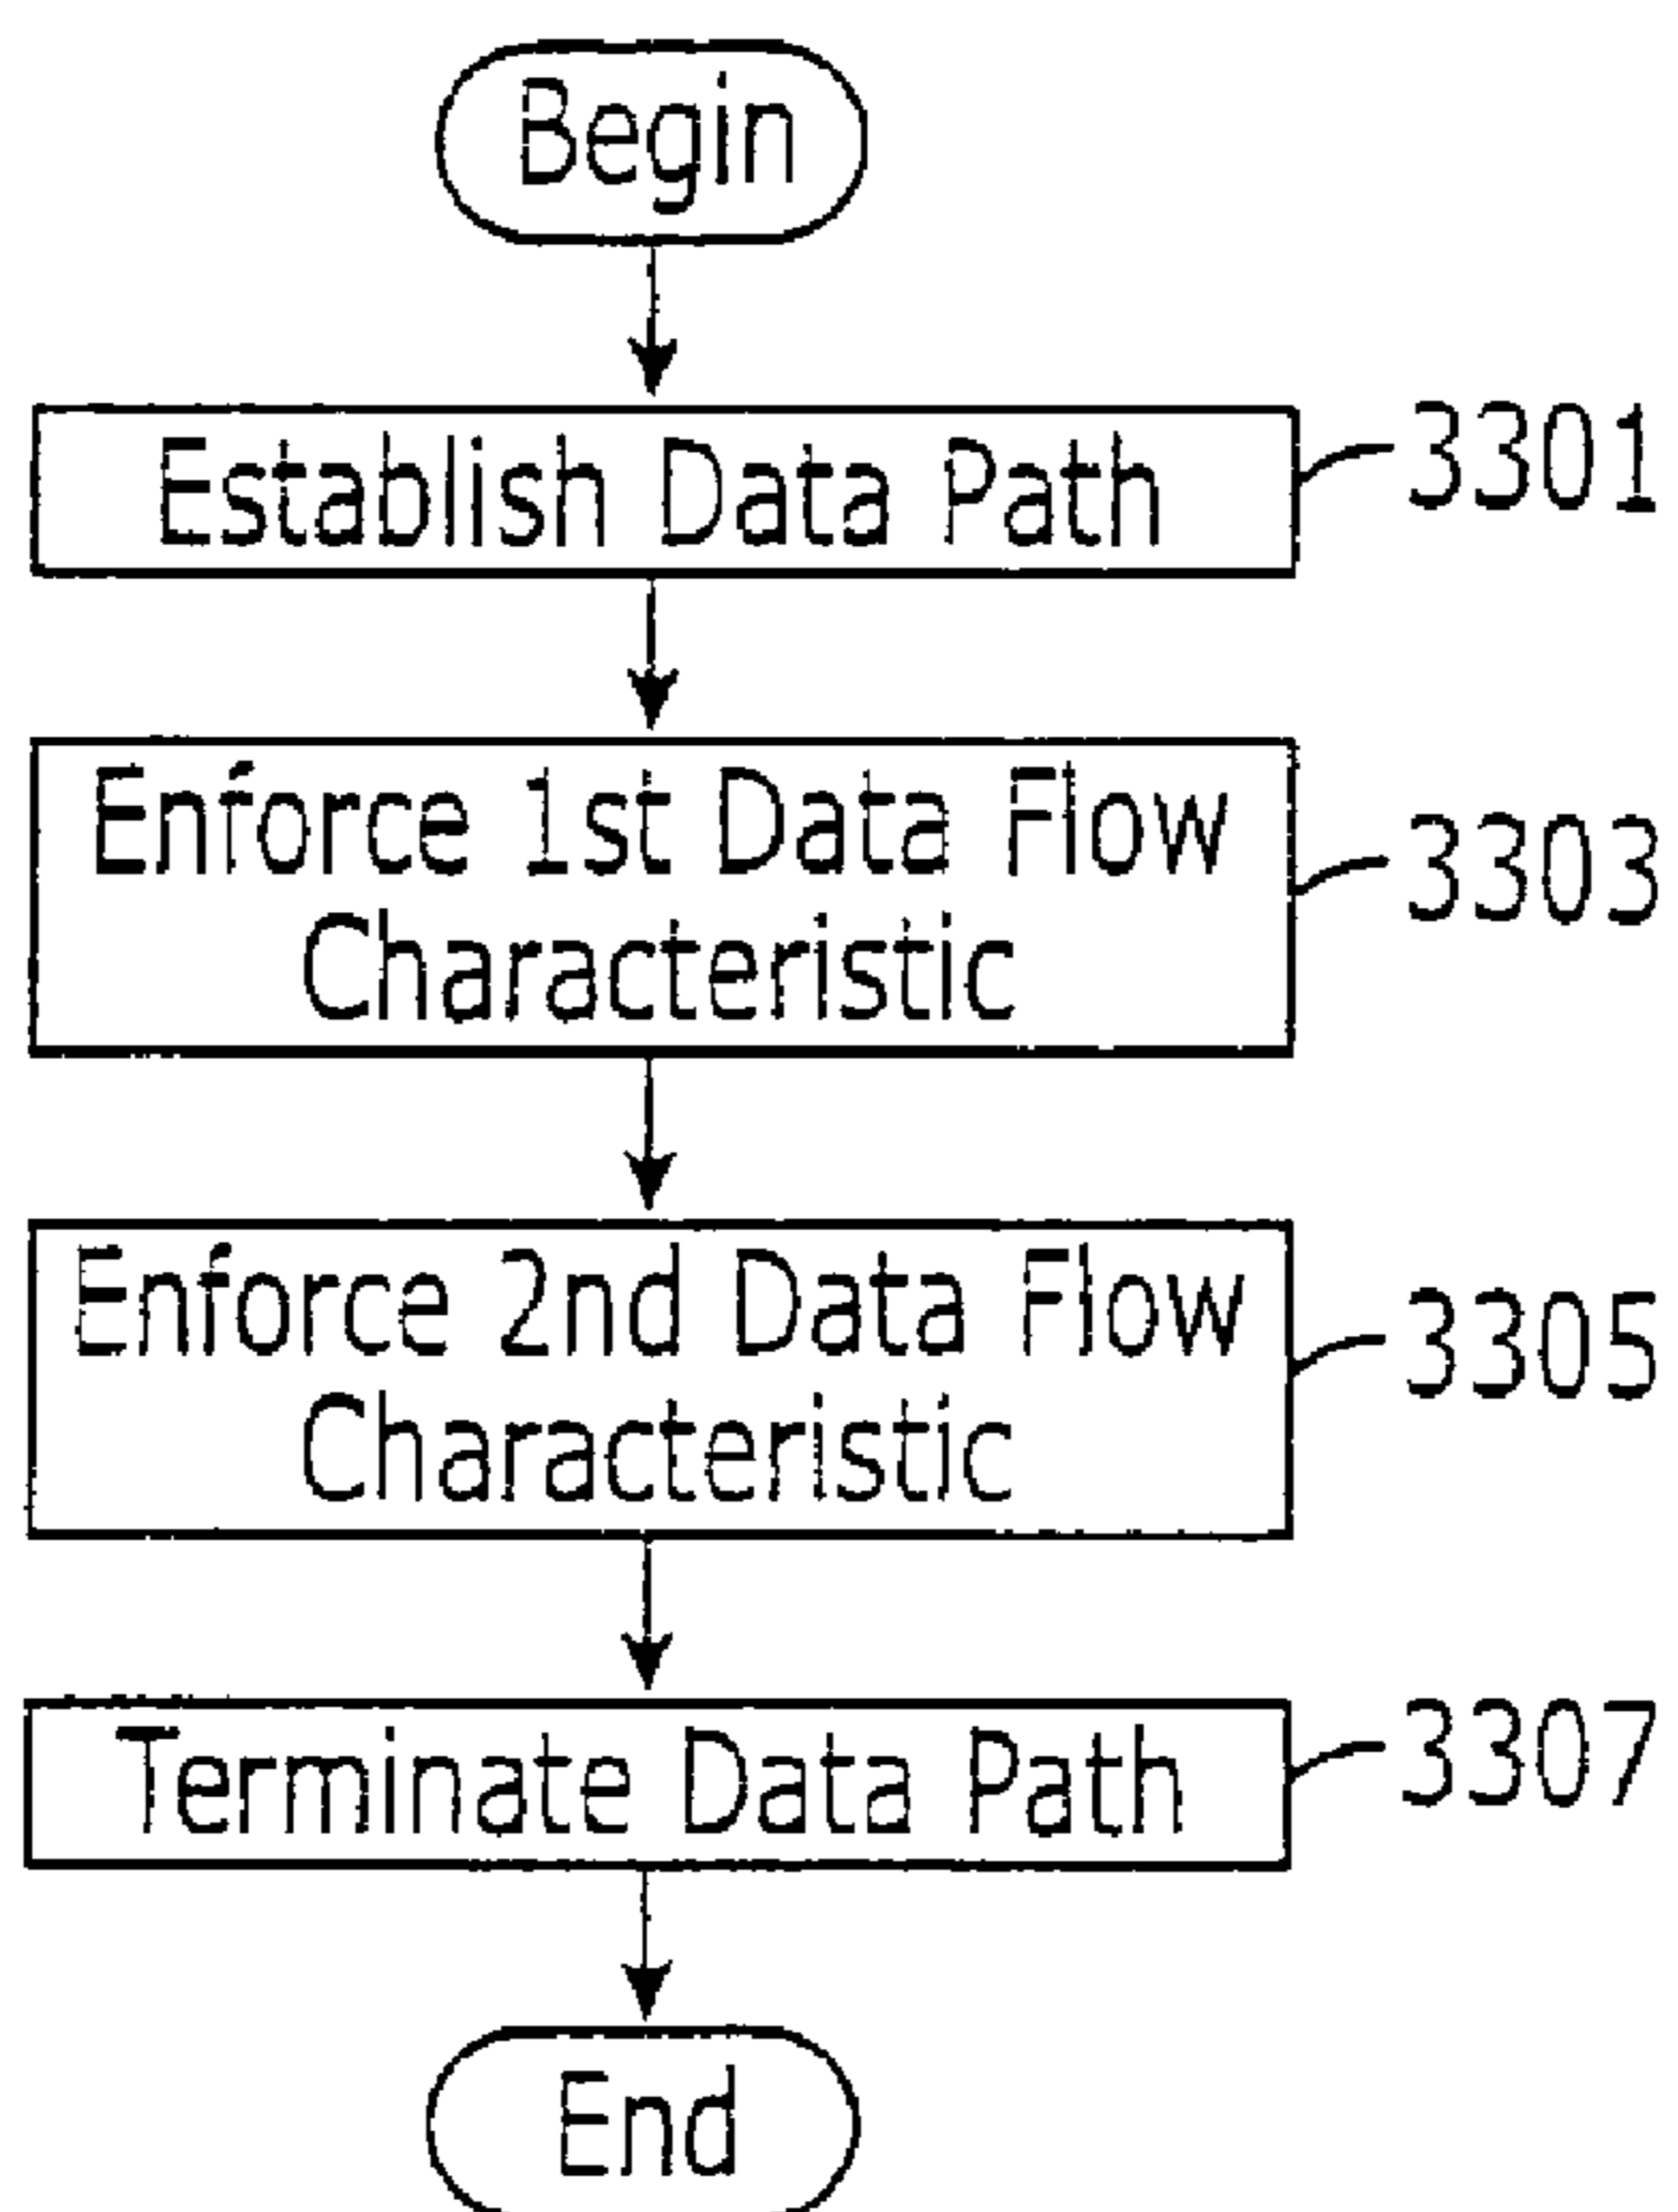 Begin
Establish Data Path
3301
Enforce 1st Data Flow
Characteristic
3303
Enforce 2nd Data Flow
Characteristic
3305
Terminate Data Path
3307
End